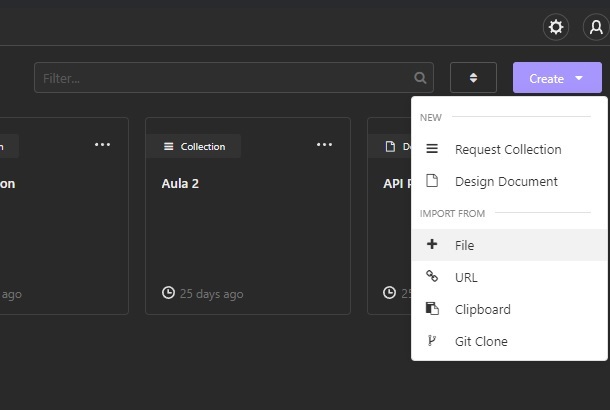 Filter...
Create
NEW
Request Collection
Design Document
IMPORT FROM
File
URL
Clipboard
Git Clone
Collection
Aula 2
25 days ago
on
ago
API